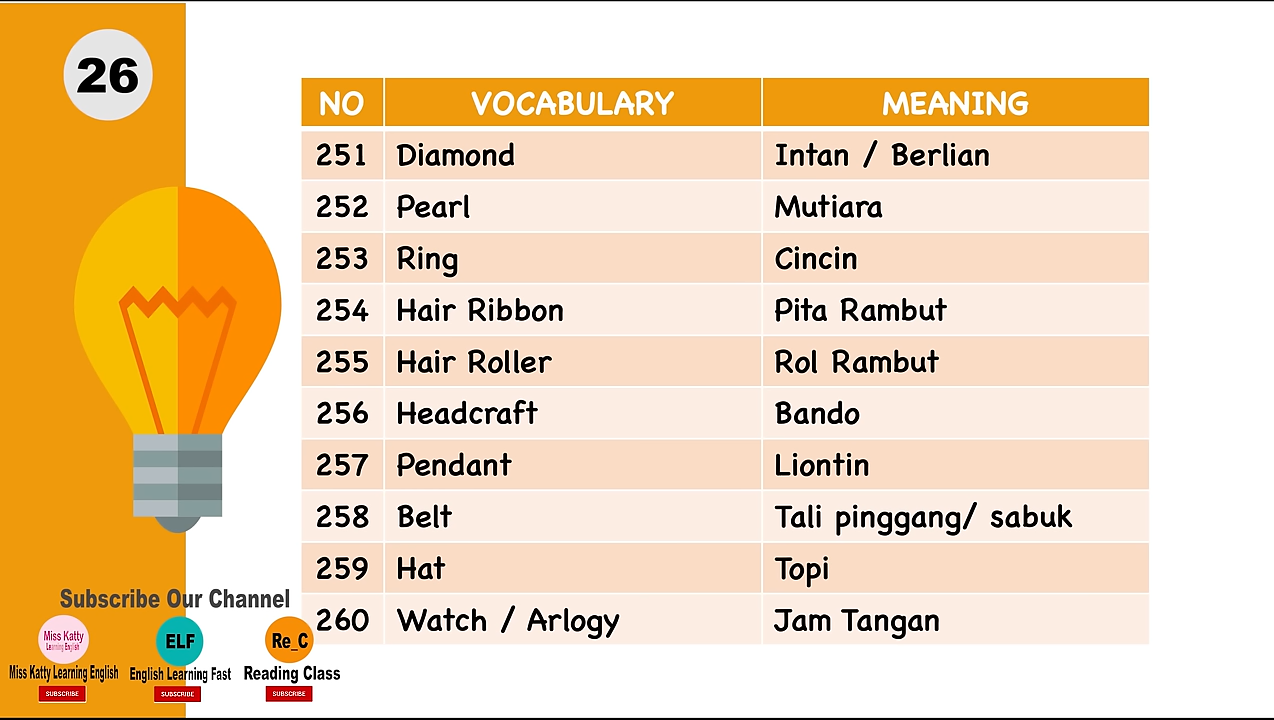 26
NO VOCABULARY MEANING
251 Diamond Intan / Berlian
252 Pearl Mutiara
253 Ring Cincin
254 Hair Ribbon Pita Rambut
255 Hair Roller Rol Rambut
256 Headcraft Bando
257 Pendant Liontin
258 Belt Tali pinggang/ sabuk
259 Hat Topi
260 Watch / Arlogy Jam Tangan
Subscribe Our Channel
Miss Katty
Learning English
ELF
Re_C
Miss Katty Learning English English Learning Fast Reading Class
SUBSCRIBE SUBSCRIBE SUBSCRIBE